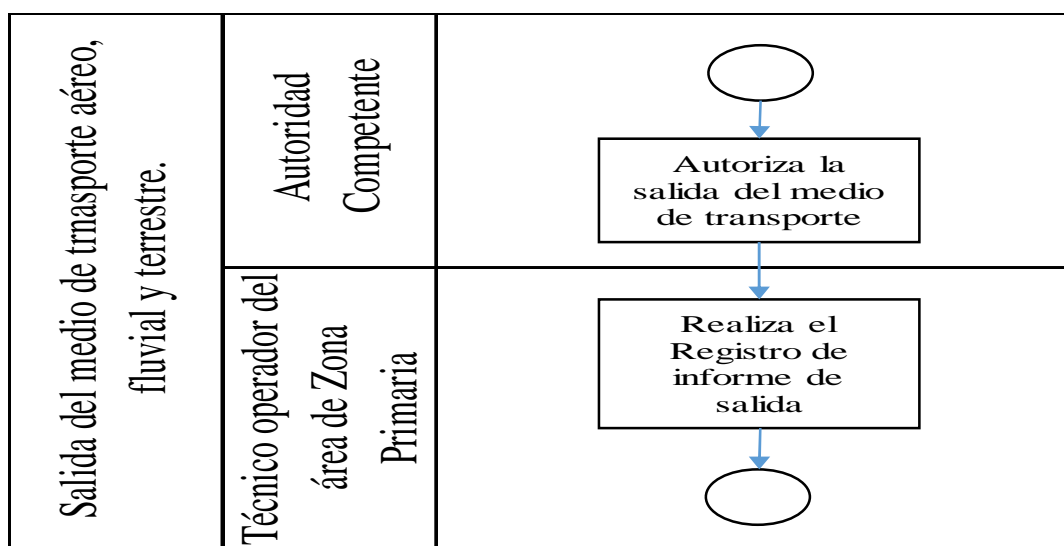 Salida del medio de trnasporte aéreo,
fluvial y terrestre.
Autoridad
Competente
Autoriza la
salida del medio
de transporte
Técnico operador del
área de Zona
Primaria
Realiza el
Registro de
informe de
salida